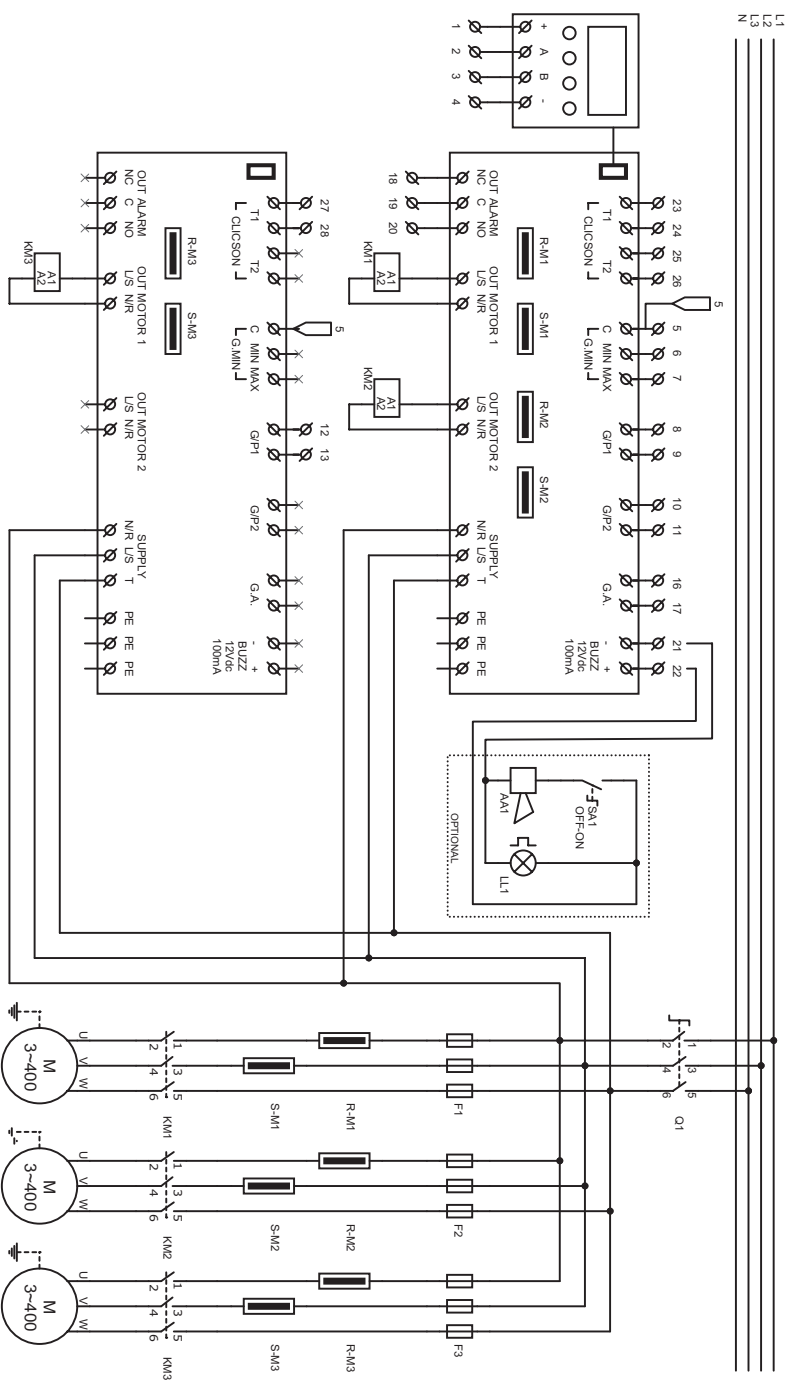 L1
L2
L3
N
Q1
1 3 5
2 4 6
+ A B -
1 2 3 4
5
23 24 25 26 5 6 7 8 9 10 11 16 17 21 22
T1 T2 C MIN MAX G/P1 G/P2 G.A. - +
CLICSON G.MIN BUZZ
12Vdc
100mA
R-M1 S-M1 R-M2 S-M2
OUT ALARM OUT MOTOR 1 OUT MOTOR 2 SUPPLY
NC C NO L/S N/R L/S N/R N/R L/S T PE PE PE
18 19 20
KM1 A1 A2
KM2 A1 A2
SA1
OFF-ON
AA1 LL1
OPTIONAL
5
27 28 12 13
T1 T2 C MIN MAX G/P1 G/P2 G.A. - +
CLICSON G.MIN BUZZ
12Vdc
100mA
R-M3 S-M3
OUT ALARM OUT MOTOR 1 OUT MOTOR 2 SUPPLY
NC C NO L/S N/R L/S N/R N/R L/S T PE PE PE
KM3 A1 A2
F1 F2 F3
R-M1 R-M2 R-M3
S-M1 S-M2 S-M3
1 3 5 1 3 5 1 3 5
2 4 6 KM1 2 4 6 KM2 2 4 6 KM3
U V W U V W U V W
M M M
3~400 3~400 3~400